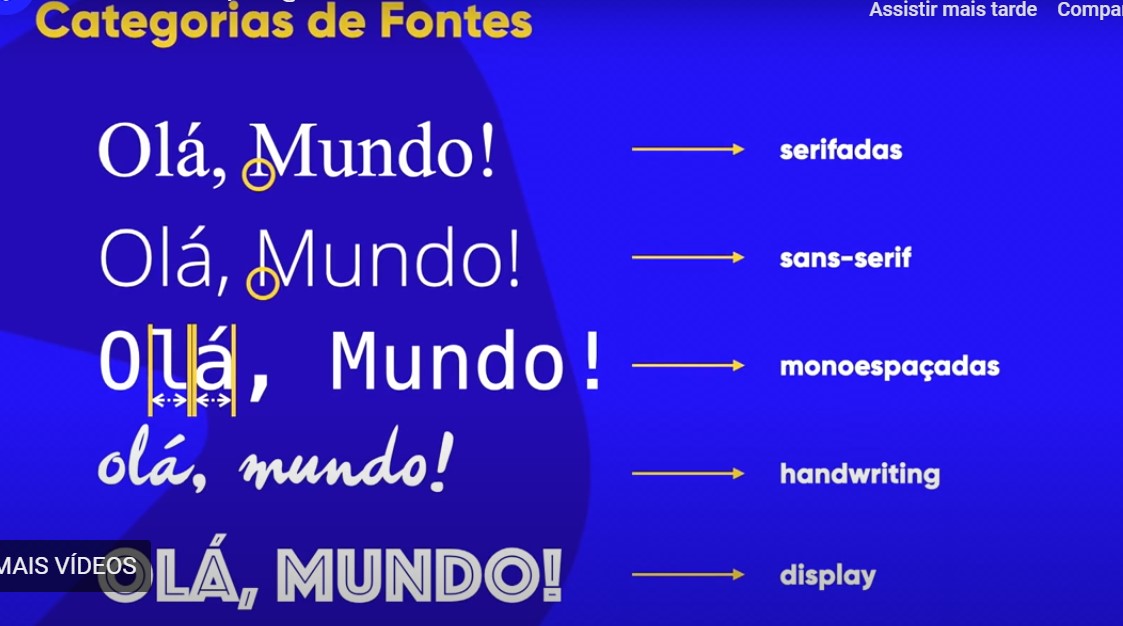 Categorias de Fontes
Assistir mais tarde
Olá, Mundo!
serifadas
Olá, Mundo!
sans-serif
Olá, Mundo!
monoespaçadas
olá, mundo!
handwriting
MAIS VÍDEOS
OLÁ, MUNDO!
display